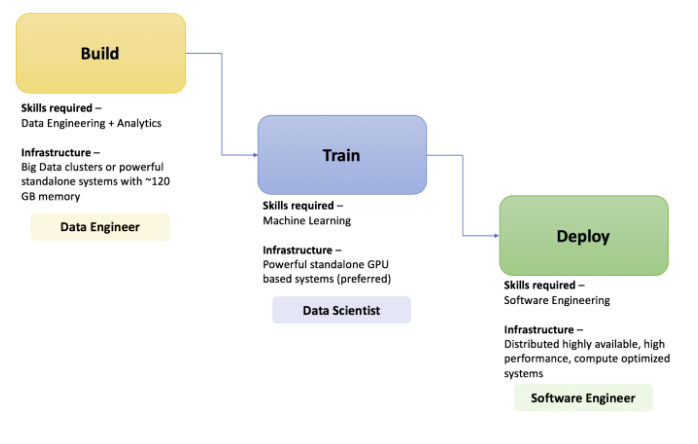 Build
Skills required –
Data Engineering + Analytics
Infrastructure –
Big Data clusters or powerful
standalone systems with ~120
GB memory
Data Engineer
Train
Skills required –
Machine Learning
Infrastructure –
Powerful standalone GPU
based systems (preferred)
Data Scientist
Deploy
Skills required –
Software Engineering
Infrastructure –
Distributed highly available, high
performance, compute optimized
systems
Software Engineer